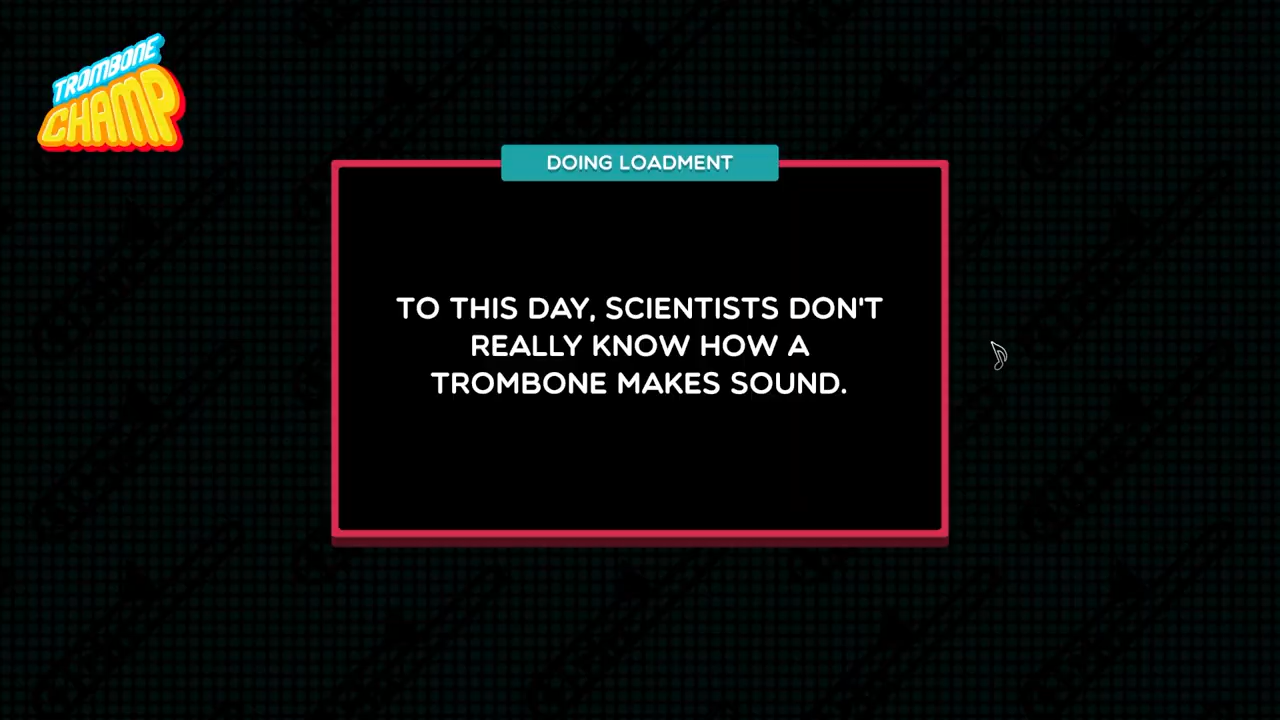 TROMBONE
CHAMP
DOING LOADMENT
TO THIS DAY, SCIENTISTS DON'T
REALLY KNOW HOW A
TROMBONE MAKES SOUND.